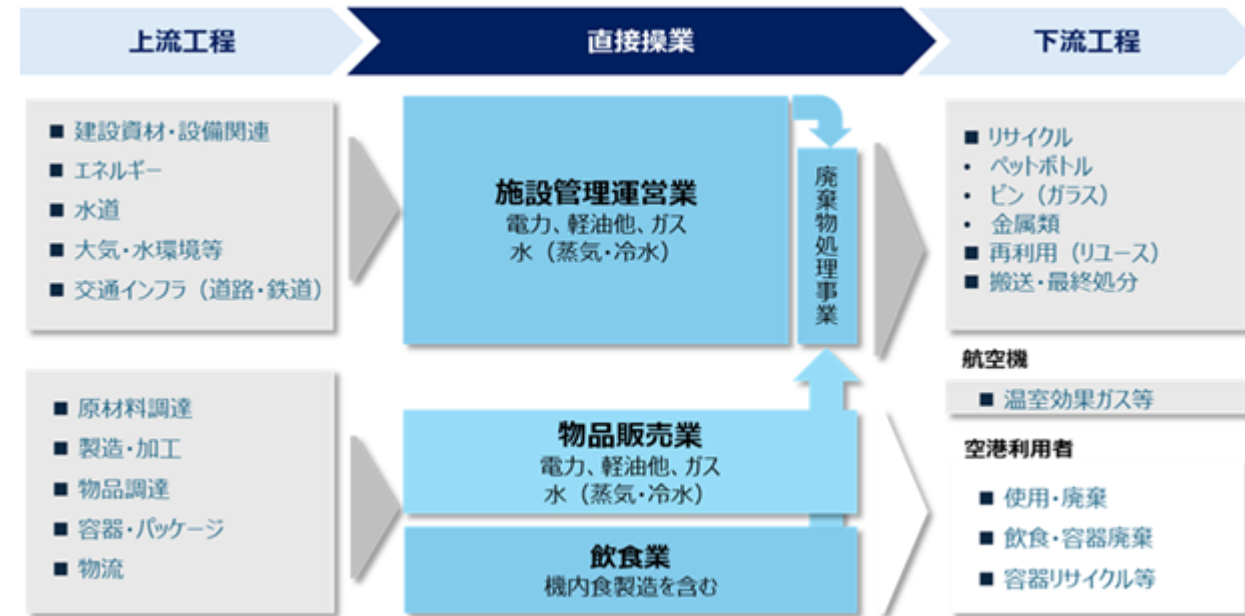 上流工程
直接操業
下流工程
■ 建設資材・設備関連
■ エネルギー
■ 水道
■ 大気・水環境等
■ 交通インフラ（道路・鉄道）
施設管理運営業
電力、軽油他、ガス
水（蒸気・冷水）
廃棄物処理事業
■ リサイクル
・ ペットボトル
・ ビン（ガラス）
・ 金属類
■ 再利用（リユース）
■ 搬送・最終処分
航空機
■ 温室効果ガス等
■ 原材料調達
■ 製造・加工
■ 物品調達
■ 容器・パッケージ
■ 物流
物品販売業
電力、軽油他、ガス
水（蒸気・冷水）
飲食業
機内食製造を含む
空港利用者
■ 使用・廃棄
■ 飲食・容器廃棄
■ 容器リサイクル等